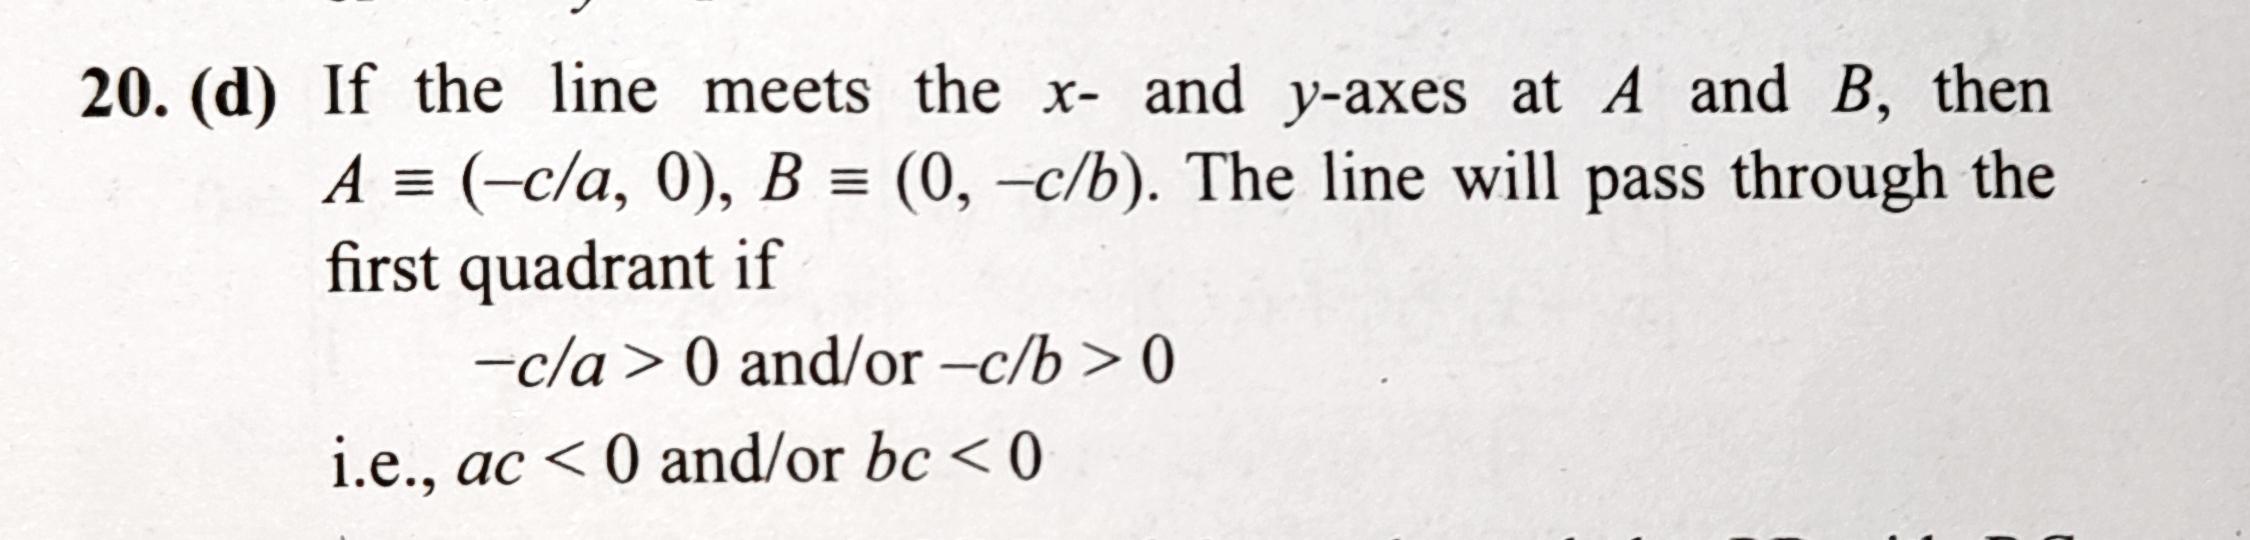 20. (d) If the line meets the x- and y-axes at A and B, then
A ≡ (–c/a, 0), B ≡ (0, –c/b). The line will pass through the
first quadrant if
–c/a > 0 and/or –c/b > 0
i.e., ac < 0 and/or bc < 0